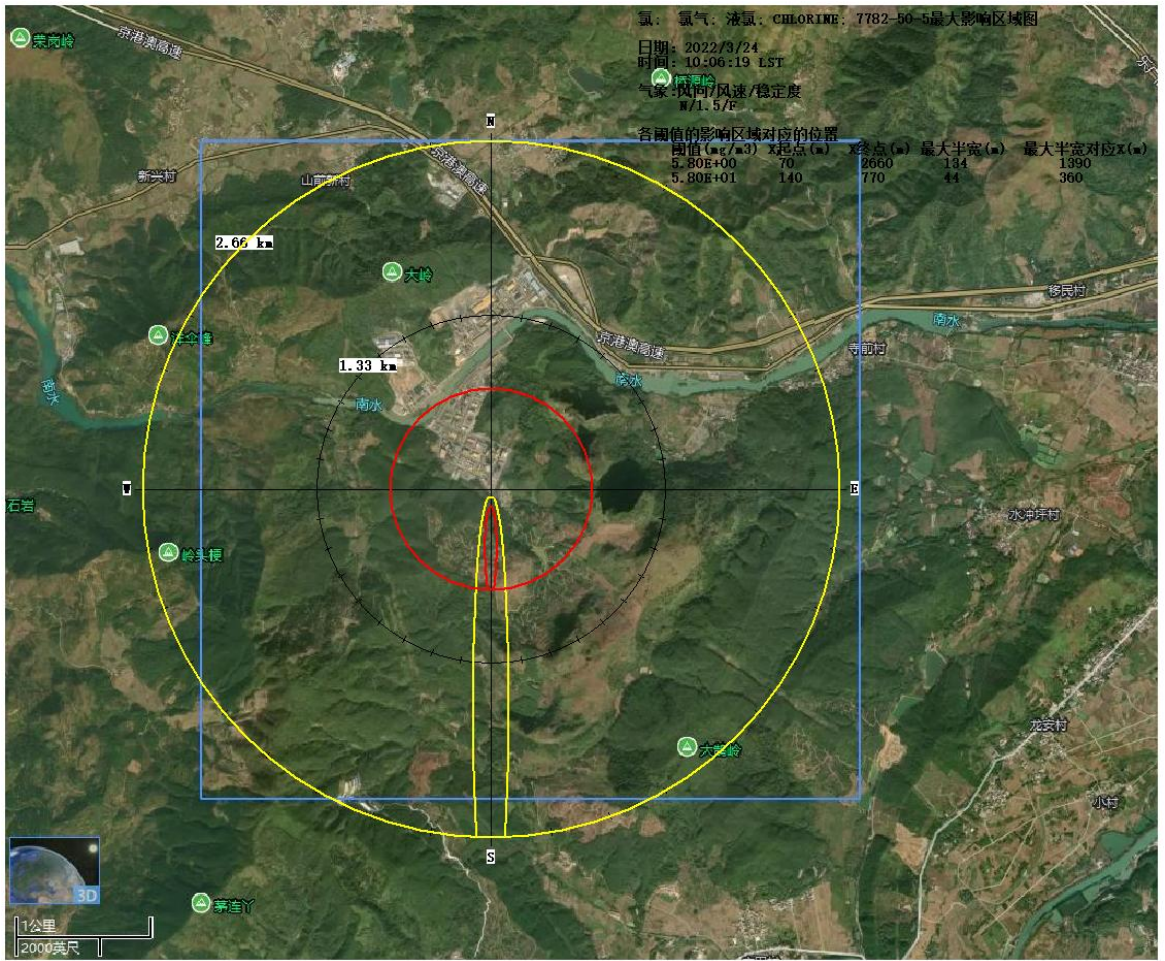 氯: 氯气; 液氯; CHLORINE; 7782-50-5最大影响区域图
日期: 2022/3/24
时间: 10:06:19 LST
气象:风向/风速/稳定度
N/1.5/F
各阈值的影响区域对应的位置
阈值(mg/m3) X起点(m) X终点(m) 最大半宽(m) 最大半宽对应X(m)
5.80E+00 70 2660 134 1390
5.80E+01 140 770 44 360
荣岗岭
京港澳高速
N
京港澳高速
新兴村
山前新村
2.66 km
大岭
移民村
南水
京港澳高速
寺前村
1.33 km
南水
南水
南水
W
E
石岩
水冲坪村
岭头梗
龙安村
小村
S
3D
茅连丫
1公里
2000英尺